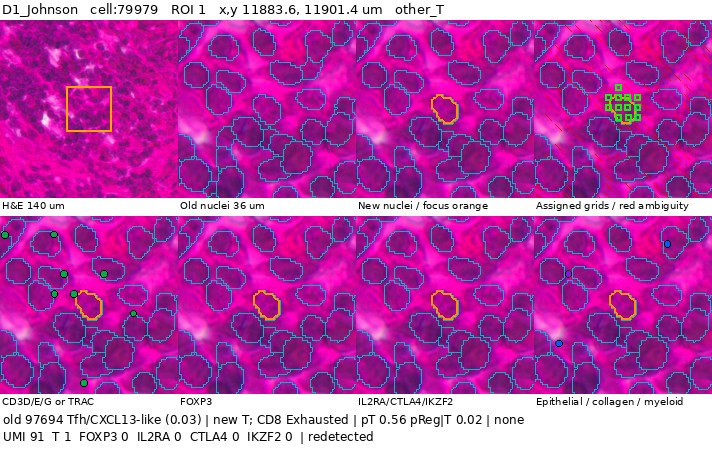 D1_Johnson cell:79979 ROI 1 x,y 11883.6, 11901.4 um other_T
H&E 140 um
Old nuclei 36 um
New nuclei / focus orange
Assigned grids / red ambiguity
CD3D/E/G or TRAC
FOXP3
IL2RA/CTLA4/IKZF2
Epithelial / collagen / myeloid
old 97694 Tfh/CXCL13-like (0.03) | new T; CD8 Exhausted | pT 0.56 pReg|T 0.02 | none
UMI 91 T 1 FOXP3 0 IL2RA 0 CTLA4 0 IKZF2 0 | redetected